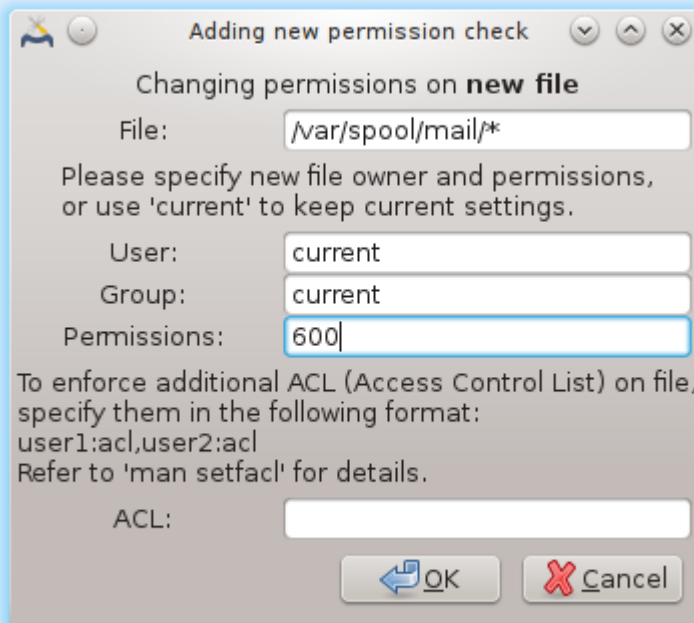 Adding new permission check
Changing permissions on new file
File: /var/spool/mail/*
Please specify new file owner and permissions,
or use 'current' to keep current settings.
User: current
Group: current
Permissions: 600
To enforce additional ACL (Access Control List) on file,
specify them in the following format:
user1:acl,user2:acl
Refer to 'man setfacl' for details.
ACL:
OK Cancel